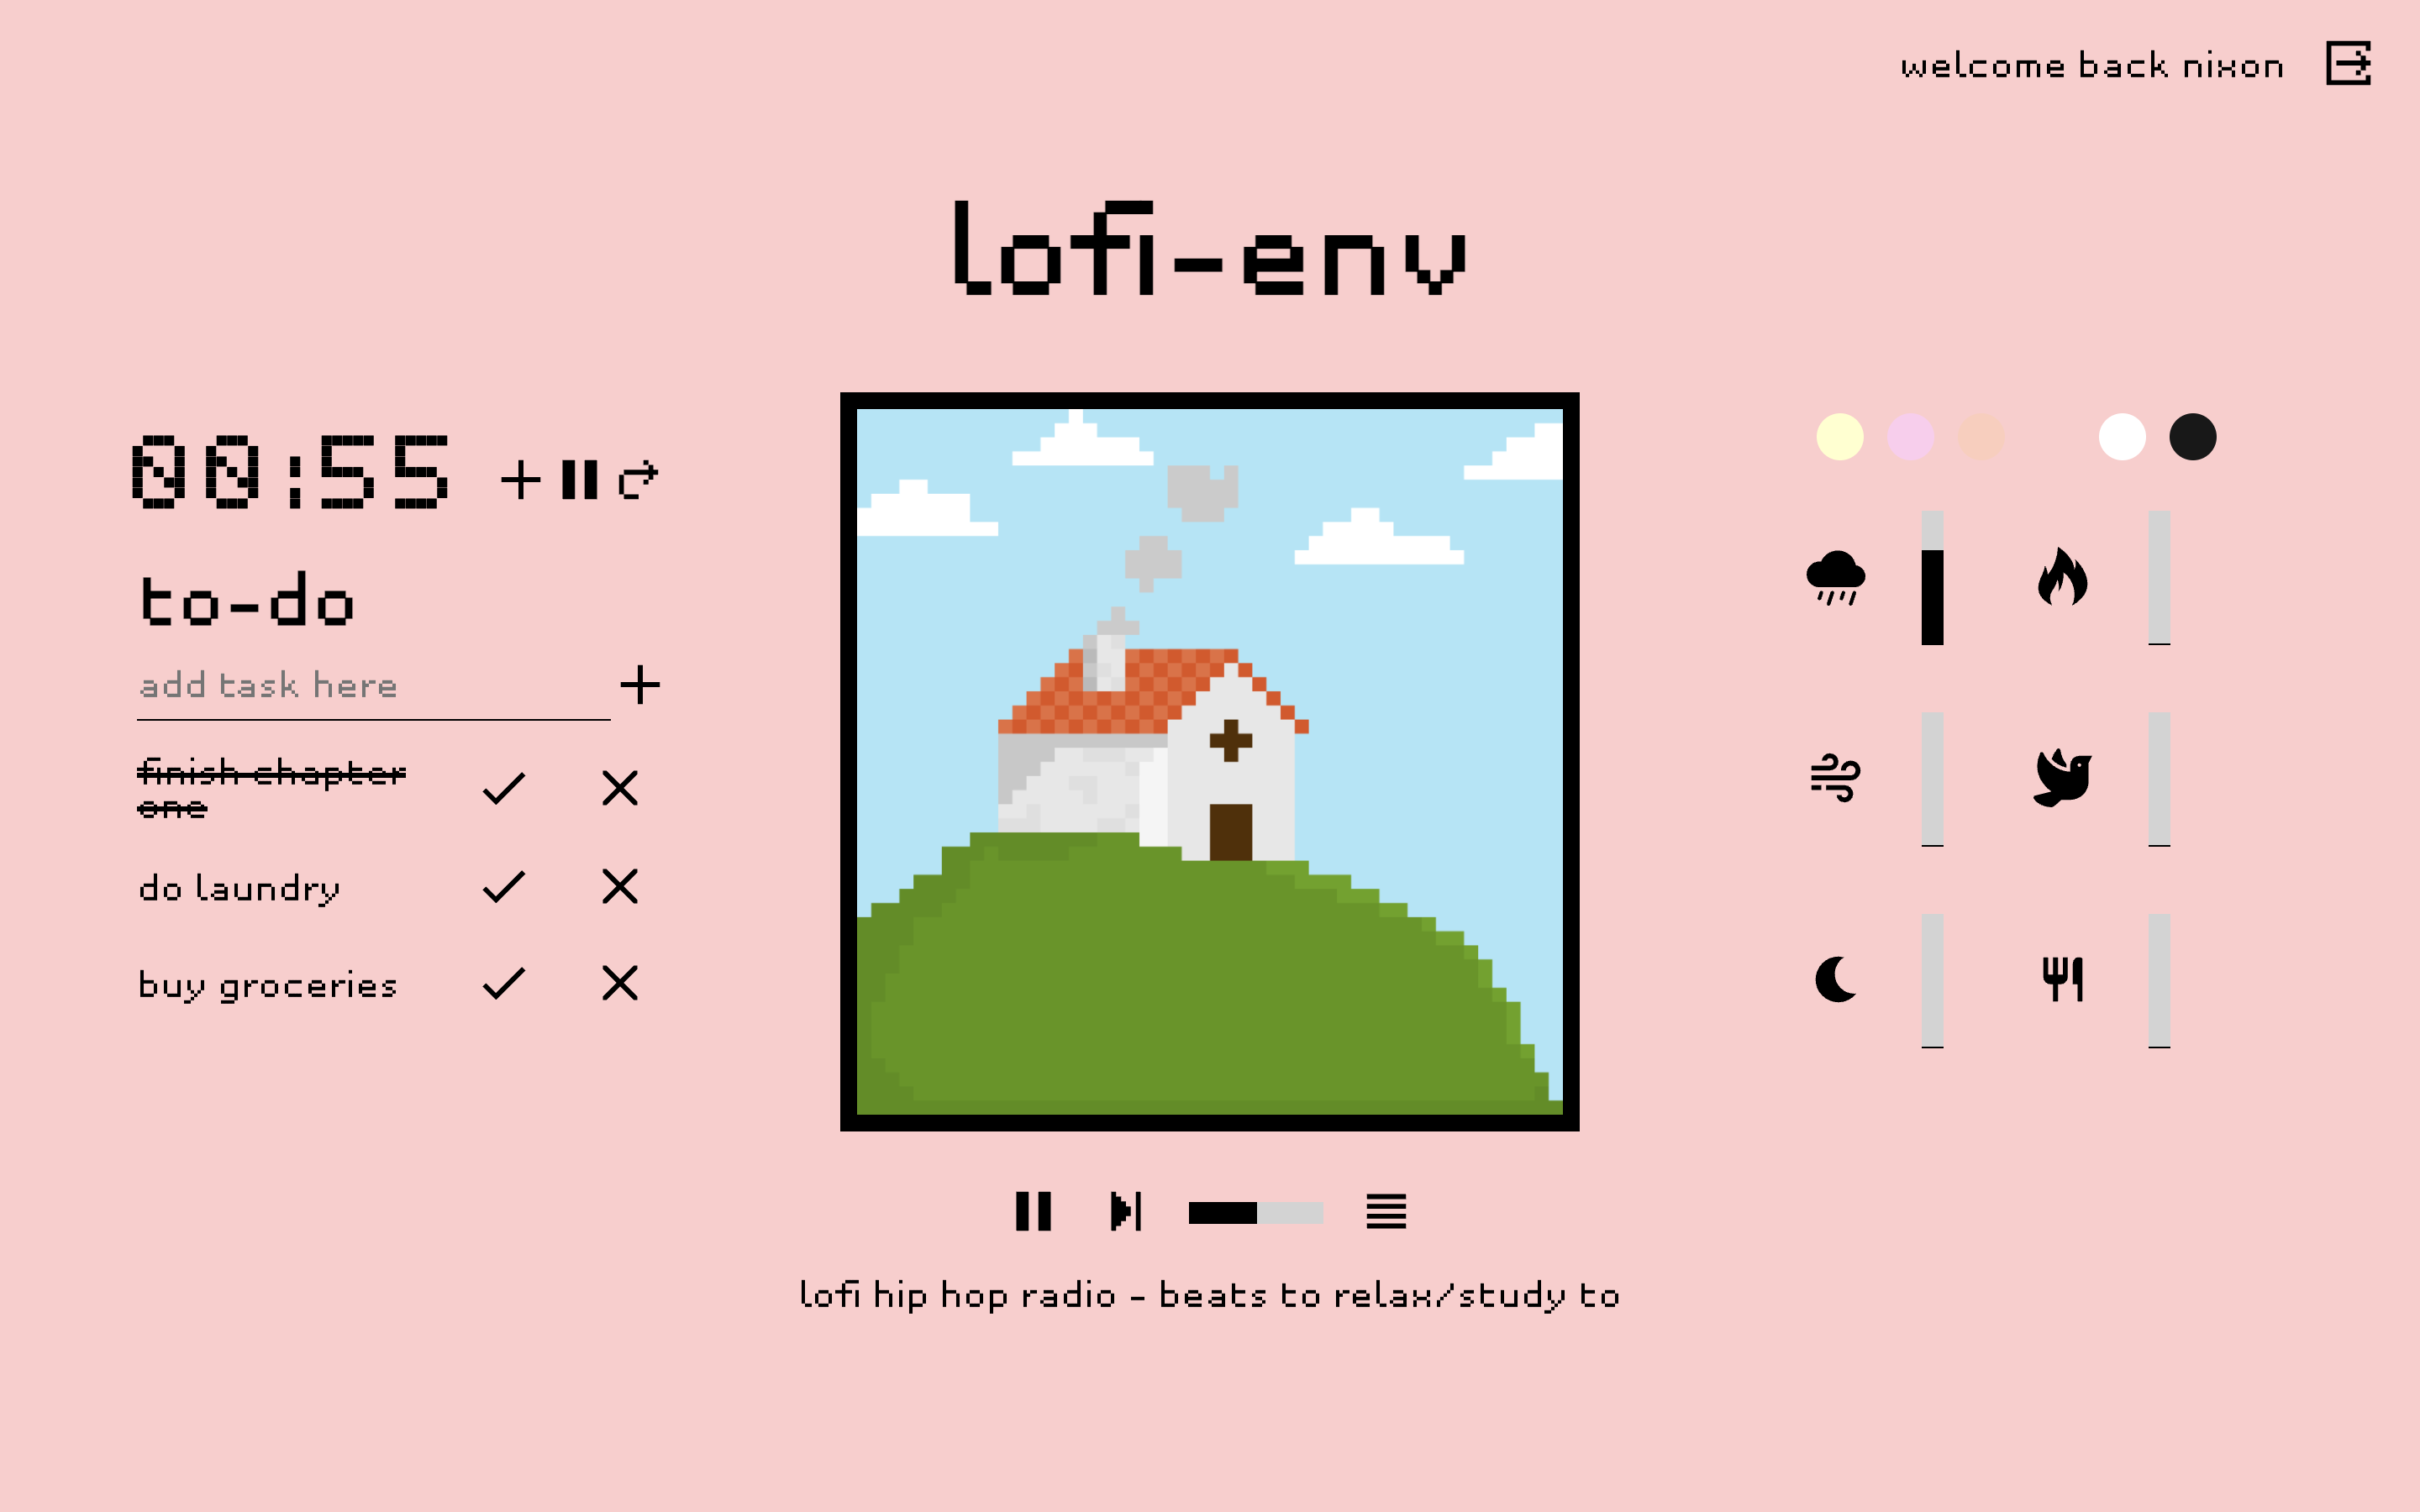 welcome back nixon
lofi-env
00:55
to-do
add task here
finish chapter
one
do laundry
buy groceries
lofi hip hop radio - beats to relax/study to